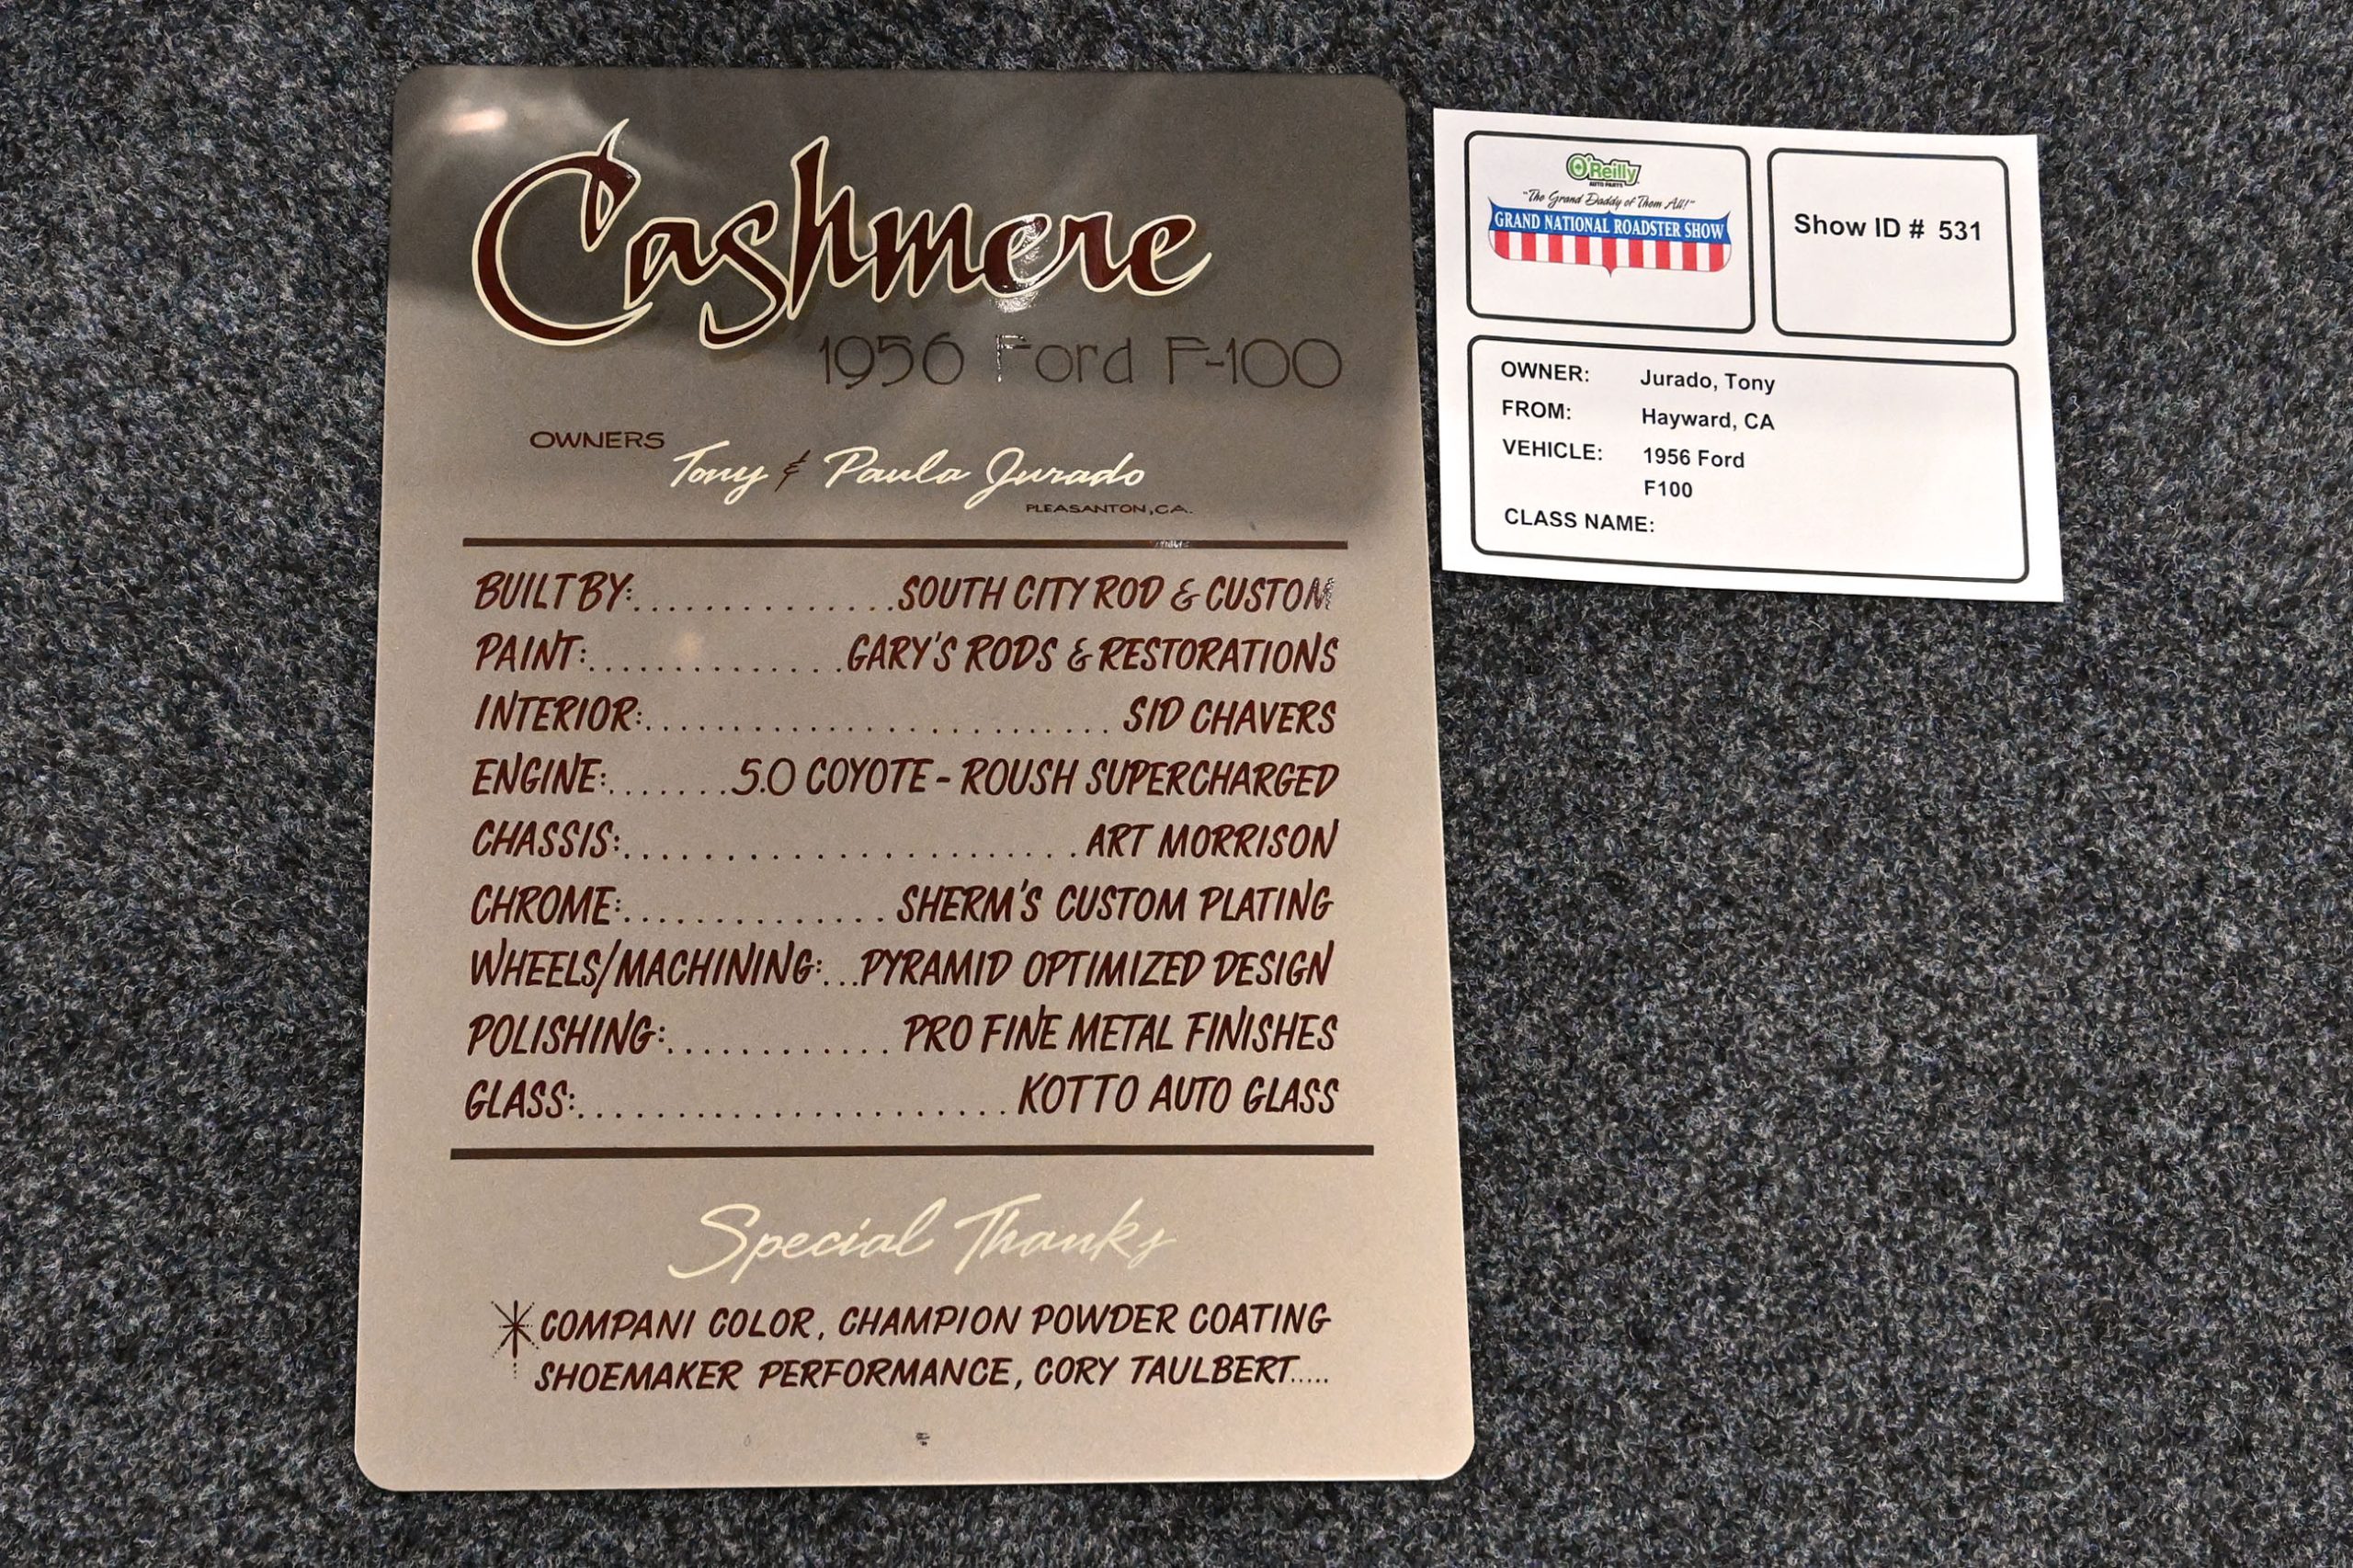 Cashmere
1956 Ford F-100
OWNERS
Tony & Paula Jurado
PLEASANTON, CA.
BUILT BY:..............SOUTH CITY ROD & CUSTOM
PAINT:..............GARY'S RODS & RESTORATIONS
INTERIOR:........................SID CHAVERS
ENGINE:.......5.0 COYOTE - ROUSH SUPERCHARGED
CHASSIS:.......................ART MORRISON
CHROME:..............SHERM'S CUSTOM PLATING
WHEELS/MACHINING:...PYRAMID OPTIMIZED DESIGN
POLISHING:............PRO FINE METAL FINISHES
GLASS:.......................KOTTO AUTO GLASS
Special Thanks
COMPANI COLOR, CHAMPION POWDER COATING
SHOEMAKER PERFORMANCE, CORY TAULBERT.....
O'Reilly
AUTO PARTS
"The Grand Daddy of Them All!"
GRAND NATIONAL ROADSTER SHOW
Show ID # 531
OWNER: Jurado, Tony
FROM: Hayward, CA
VEHICLE: 1956 Ford
F100
CLASS NAME: